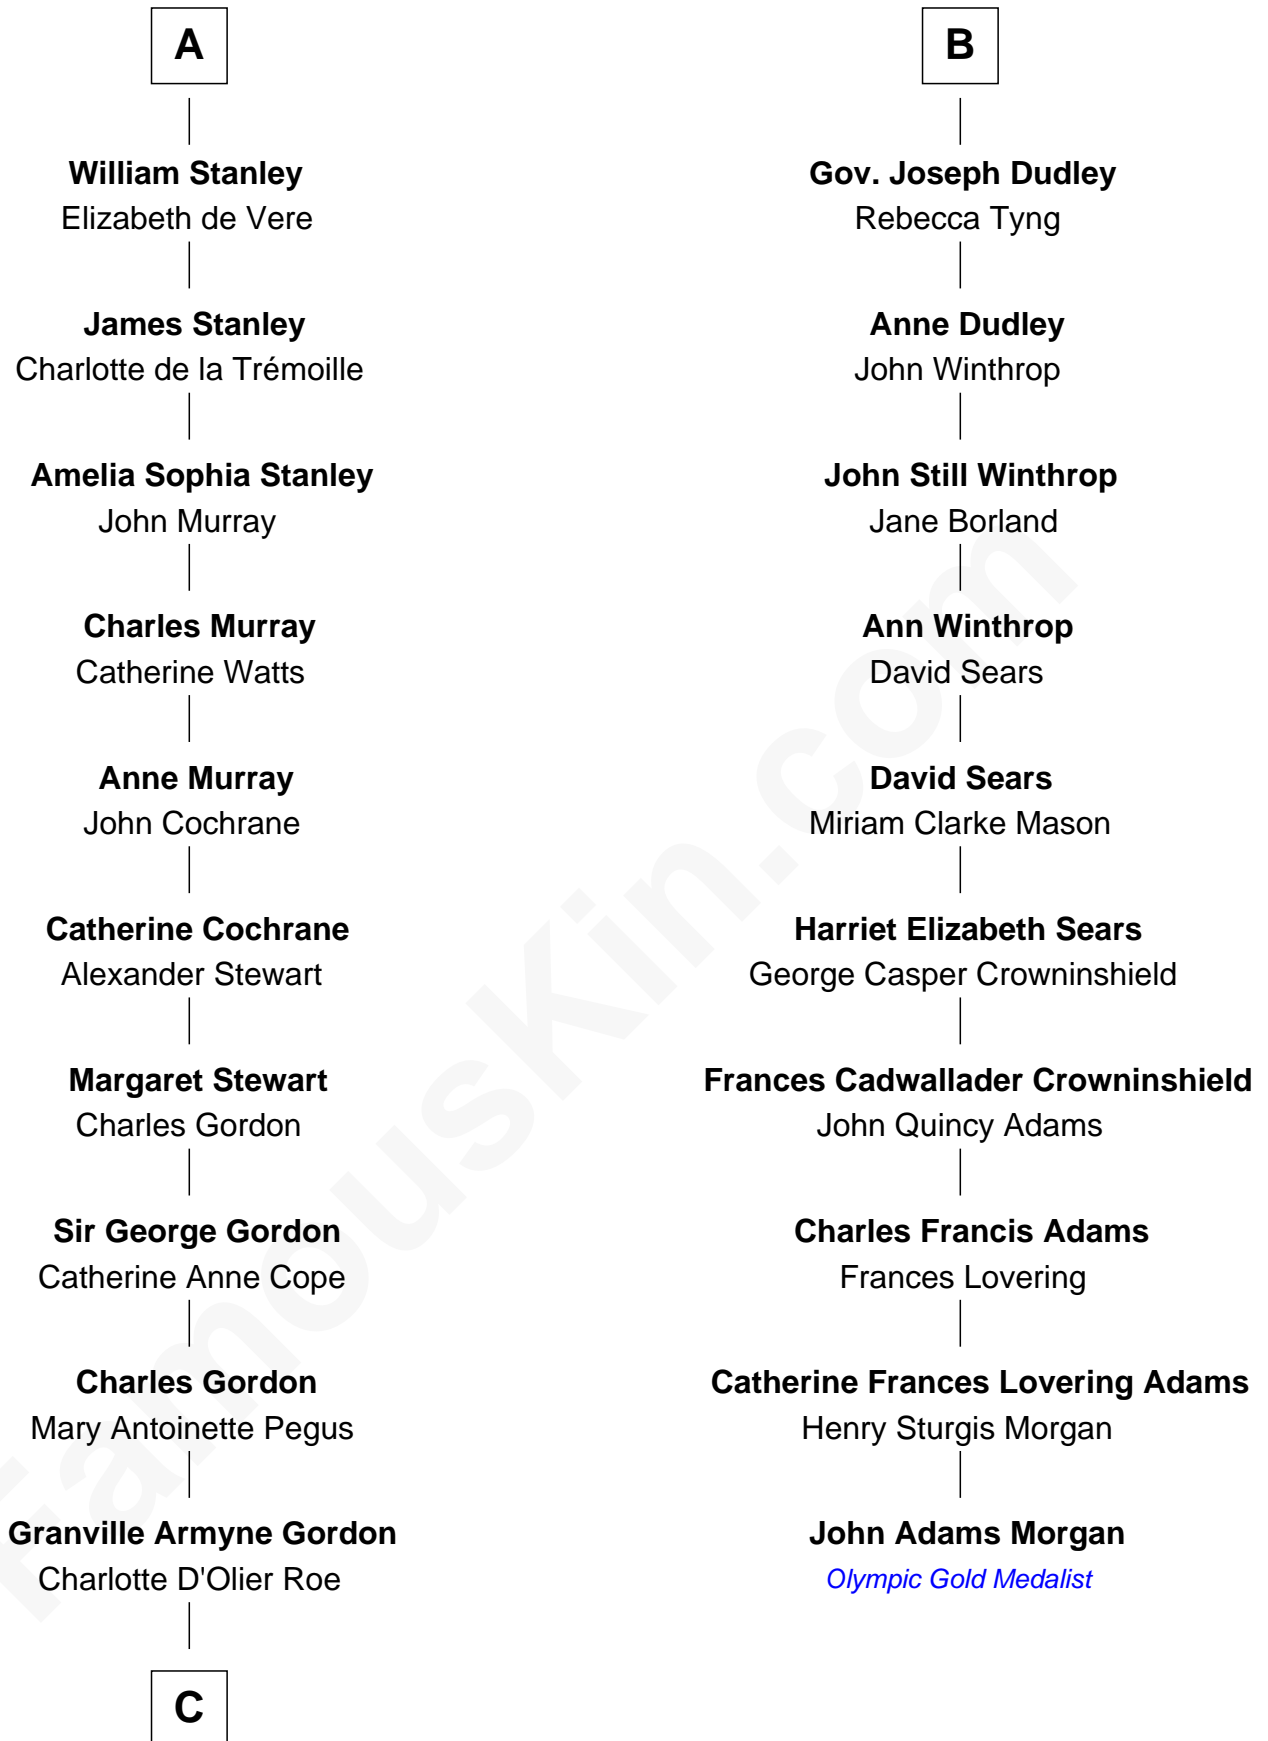 A
William Stanley
Elizabeth de Vere
James Stanley
Charlotte de la Trémoille
Amelia Sophia Stanley
John Murray
Charles Murray
Catherine Watts
Anne Murray
John Cochrane
Catherine Cochrane
Alexander Stewart
Margaret Stewart
Charles Gordon
Sir George Gordon
Catherine Anne Cope
Charles Gordon
Mary Antoinette Pegus
Granville Armyne Gordon
Charlotte D'Olier Roe
C
B
Gov. Joseph Dudley
Rebecca Tyng
Anne Dudley
John Winthrop
John Still Winthrop
Jane Borland
Ann Winthrop
David Sears
David Sears
Miriam Clarke Mason
Harriet Elizabeth Sears
George Casper Crowninshield
Frances Cadwallader Crowninshield
John Quincy Adams
Charles Francis Adams
Frances Lovering
Catherine Frances Lovering Adams
Henry Sturgis Morgan
John Adams Morgan
Olympic Gold Medalist
FamousKin.com